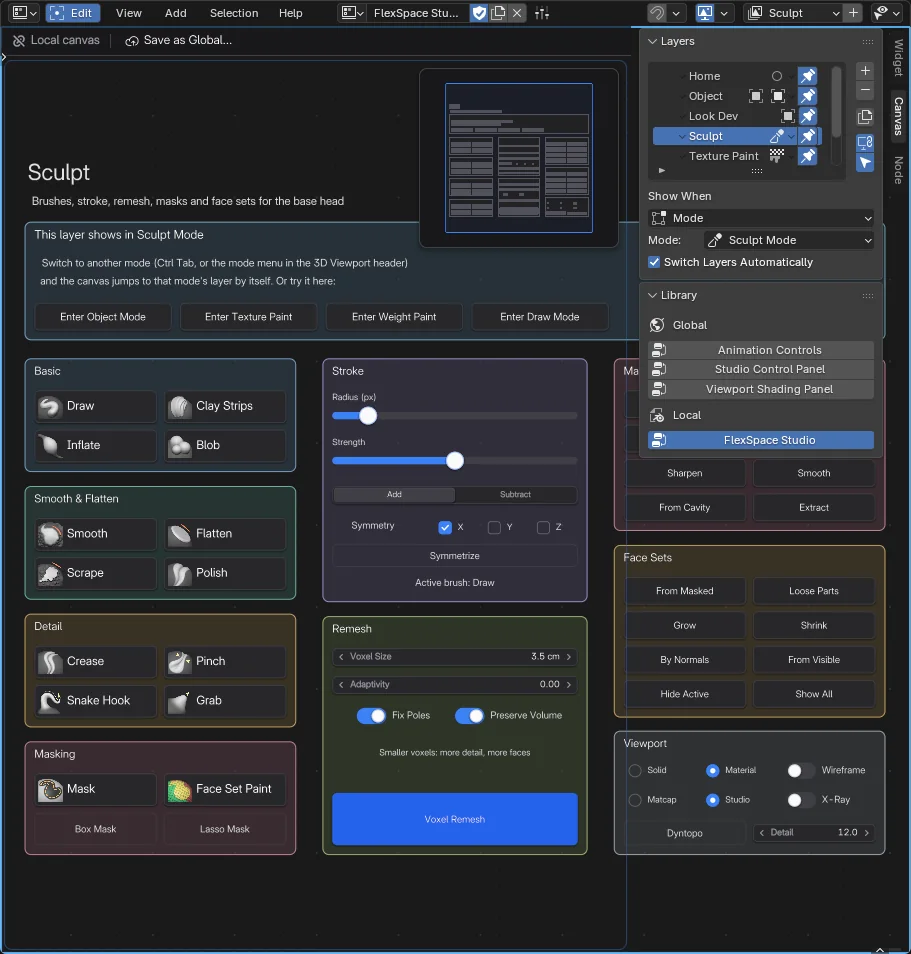 Edit
View
Add
Selection
Help
FlexSpace Stu...
Sculpt
Local canvas
Save as Global...
Layers
Home
Object
Look Dev
Sculpt
Texture Paint
Show When
Mode
Mode:
Sculpt Mode
Switch Layers Automatically
Library
Global
Animation Controls
Studio Control Panel
Viewport Shading Panel
Local
FlexSpace Studio
Widget
Canvas
Node
Sculpt
Brushes, stroke, remesh, masks and face sets for the base head
This layer shows in Sculpt Mode
Switch to another mode (Ctrl Tab, or the mode menu in the 3D Viewport header)
and the canvas jumps to that mode's layer by itself. Or try it here:
Enter Object Mode
Enter Texture Paint
Enter Weight Paint
Enter Draw Mode
Basic
Draw
Clay Strips
Inflate
Blob
Smooth & Flatten
Smooth
Flatten
Scrape
Polish
Detail
Crease
Pinch
Snake Hook
Grab
Masking
Mask
Face Set Paint
Box Mask
Lasso Mask
Stroke
Radius (px)
Strength
Add
Subtract
Symmetry
X
Y
Z
Symmetrize
Active brush: Draw
Remesh
Voxel Size
3.5 cm
Adaptivity
0.00
Fix Poles
Preserve Volume
Smaller voxels: more detail, more faces
Voxel Remesh
Ma
Sharpen
Smooth
From Cavity
Extract
Face Sets
From Masked
Loose Parts
Grow
Shrink
By Normals
From Visible
Hide Active
Show All
Viewport
Solid
Material
Wireframe
Matcap
Studio
X-Ray
Dyntopo
Detail
12.0